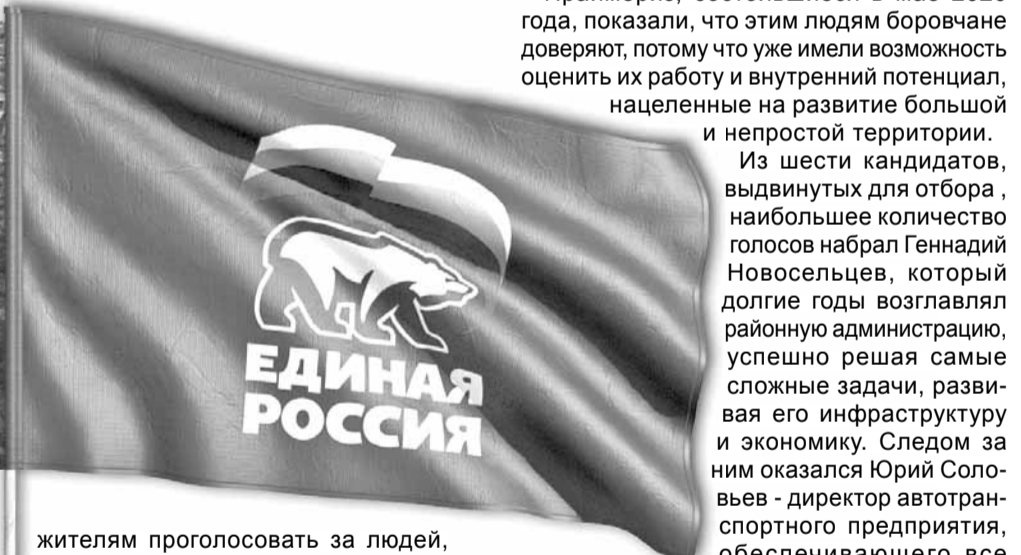 года, показали, что этим людям боровчане
доверяют, потому что уже имели возможность
оценить их работу и внутренний потенциал,
нацеленные на развитие большой
и непростой территории.
Из шести кандидатов,
выдвинутых для отбора ,
наибольшее количество
голосов набрал Геннадий
Новосельцев, который
долгие годы возглавлял
районную администрацию,
успешно решая самые
сложные задачи, разви-
вая его инфраструктуру
и экономику. Следом за
ним оказался Юрий Соло-
вьев - директор автотран-
спортного предприятия,
обеспечивающего все
ЕДИНАЯ
РОССИЯ
жителям проголосовать за людей,